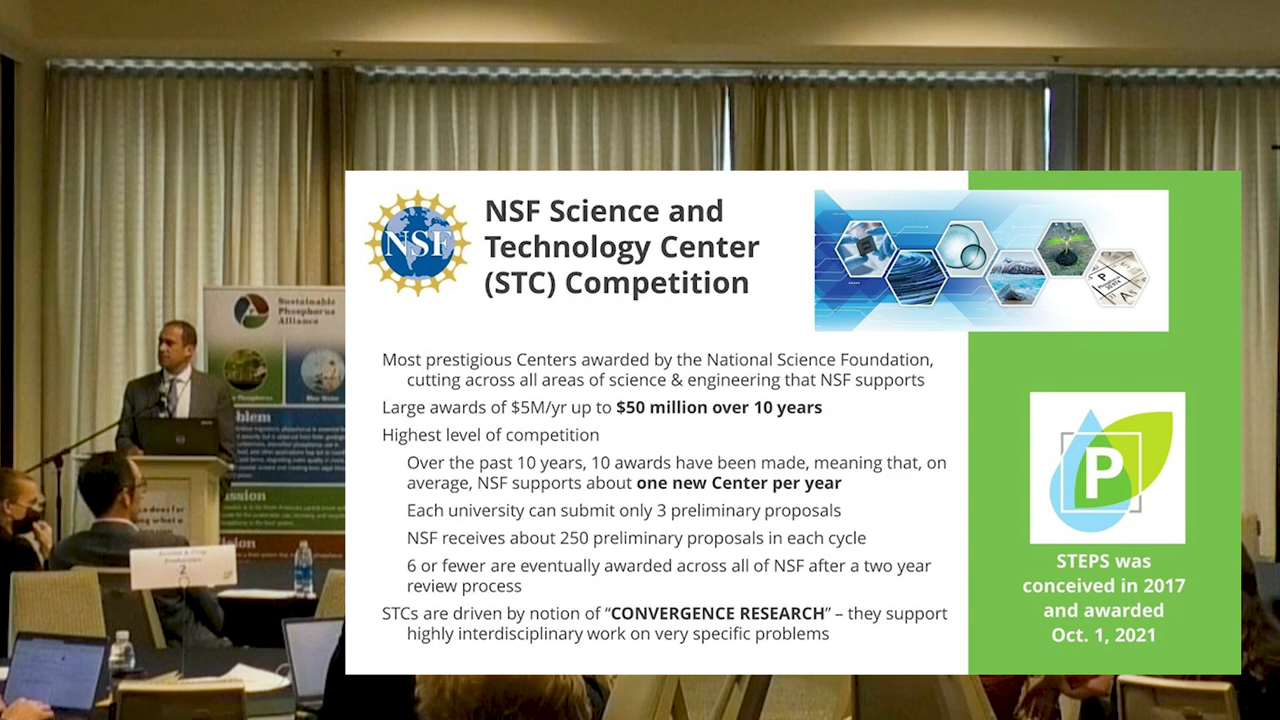 NSF
NSF Science and
Technology Center
(STC) Competition
Most prestigious Centers awarded by the National Science Foundation,
cutting across all areas of science & engineering that NSF supports
Large awards of $5M/yr up to $50 million over 10 years
Highest level of competition
Over the past 10 years, 10 awards have been made, meaning that, on
average, NSF supports about one new Center per year
Each university can submit only 3 preliminary proposals
NSF receives about 250 preliminary proposals in each cycle
6 or fewer are eventually awarded across all of NSF after a two year
review process
STCs are driven by notion of “CONVERGENCE RESEARCH” – they support
highly interdisciplinary work on very specific problems
P
P
STEPS was
conceived in 2017
and awarded
Oct. 1, 2021
Sustainable
Phosphorus
Alliance
Blue Water
blem
ission
2